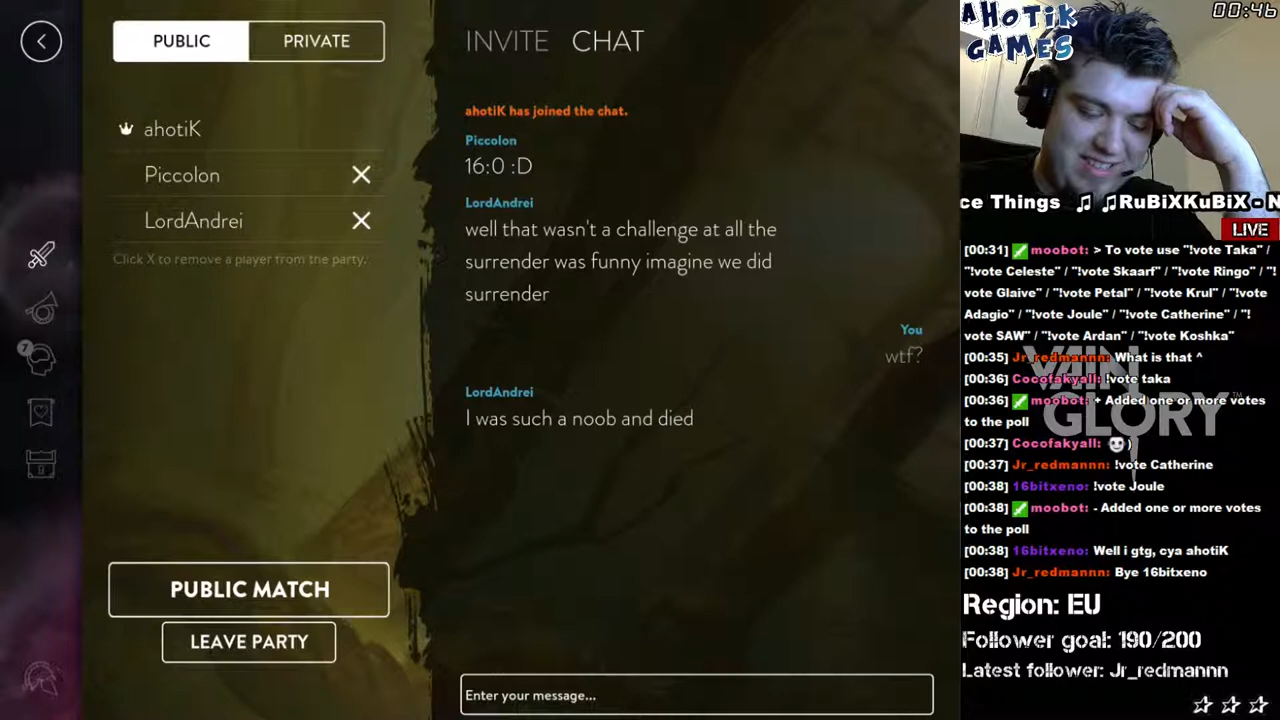 PUBLIC
PRIVATE
ahotiK
Piccolon
LordAndrei
Click X to remove a player from the party.
7
PUBLIC MATCH
LEAVE PARTY
INVITE CHAT
ahotiK has joined the chat.
Piccolon
16:0 :D
LordAndrei
well that wasn't a challenge at all the
surrender was funny imagine we did
surrender
You
wtf?
LordAndrei
I was such a noob and died
Enter your message...
AHOTIK
GAMES
00:46
ce Things ♫ ♫RuBiXKuBiX - N
LIVE
[00:31] moobot: > To vote use "!vote Taka" /
"!vote Celeste" / "!vote Skaarf" / "!vote Ringo" / "!
vote Glaive" / "!vote Petal" / "!vote Krul" / "!vote
Adagio" / "!vote Joule" / "!vote Catherine" / "!
vote SAW" / "!vote Ardan" / "!vote Koshka"
[00:35] Jr_redmannn: What is that ^
[00:36] Cocofakyall: !vote taka
[00:36] moobot: + Added one or more votes
to the poll
[00:37] Cocofakyall: )
[00:37] Jr_redmannn: !vote Catherine
[00:38] 16bitxeno: !vote Joule
[00:38] moobot: - Added one or more votes
to the poll
[00:38] 16bitxeno: Well i gtg, cya ahotiK
[00:38] Jr_redmannn: Bye 16bitxeno
VAIN
GLORY™
Region: EU
Follower goal: 190/200
Latest follower: Jr_redmannn